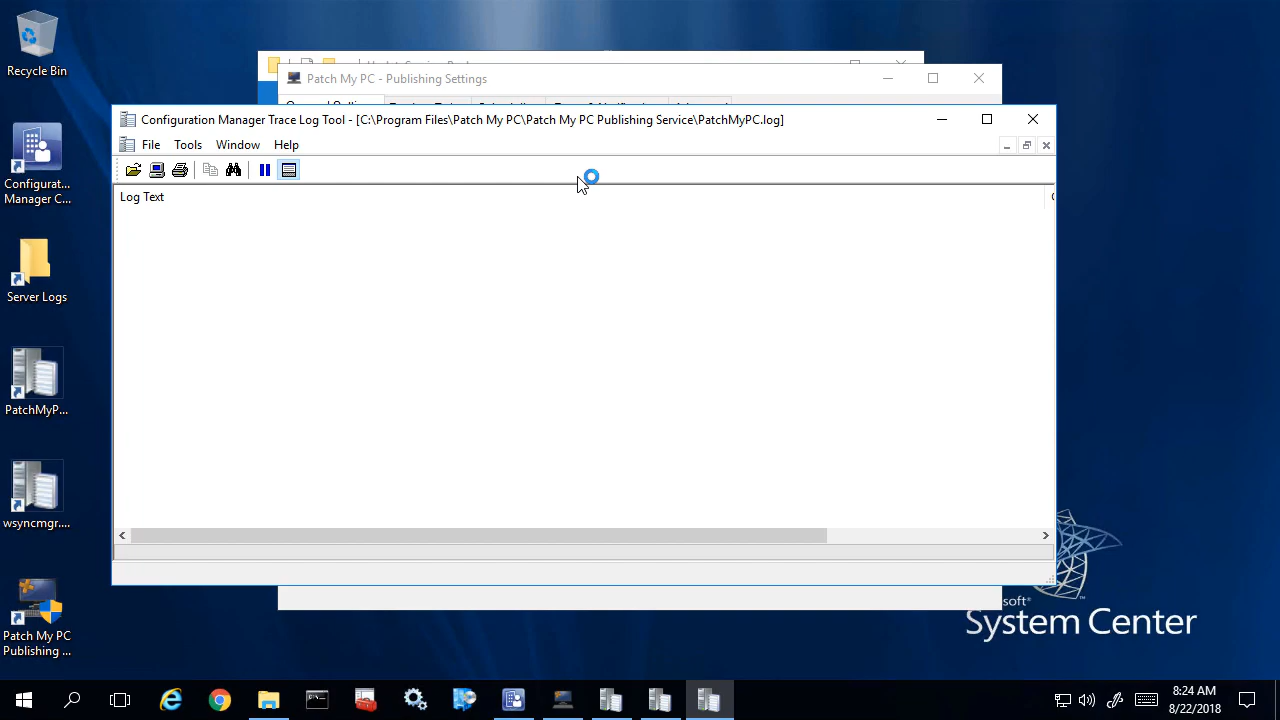 Recycle Bin
Configurat...
Manager C...
Server Logs
PatchMyP...
wsyncmgr....
Patch My PC
Publishing ...
Patch My PC - Publishing Settings
Configuration Manager Trace Log Tool - [C:\Program Files\Patch My PC\Patch My PC Publishing Service\PatchMyPC.log]
File Tools Window Help
Log Text
System Center
8:24 AM
8/22/2018